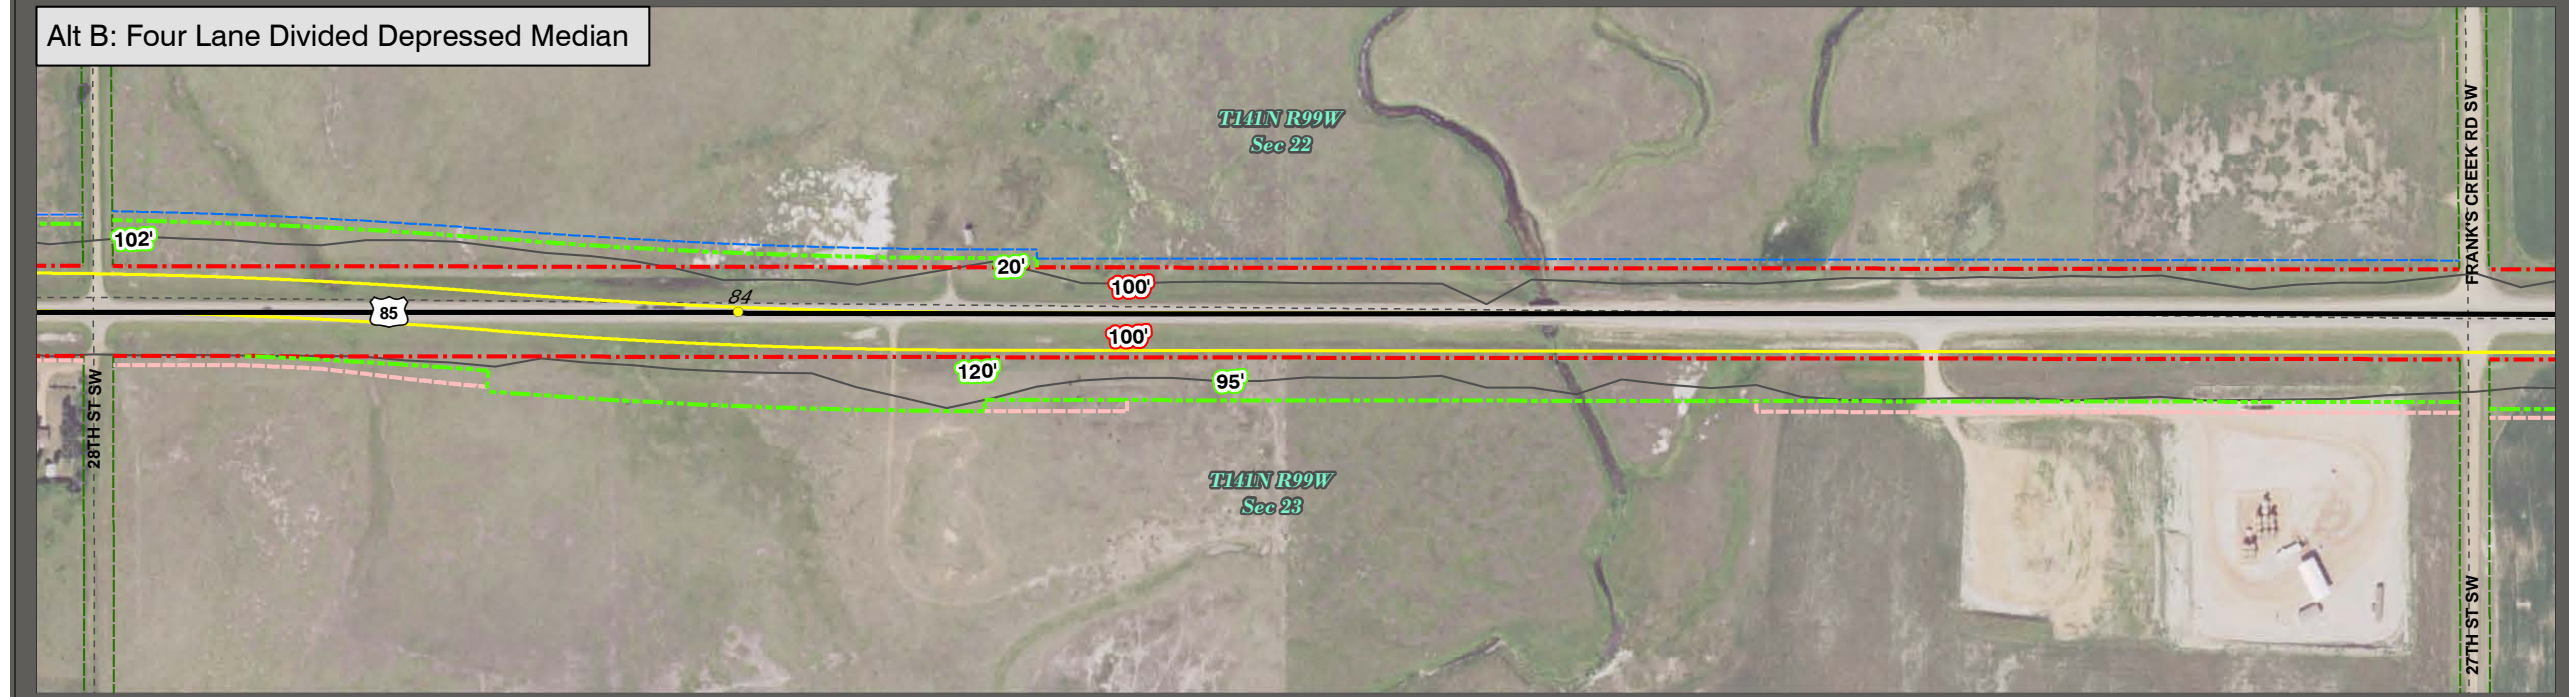 Alt B: Four Lane Divided Depressed Median
T141N R99W
Sec 22
FRANK'S CREEK RD SW
102'
20'
100'
84
85
100'
120'
95'
28TH ST SW
T141N R99W
Sec 23
27TH ST SW